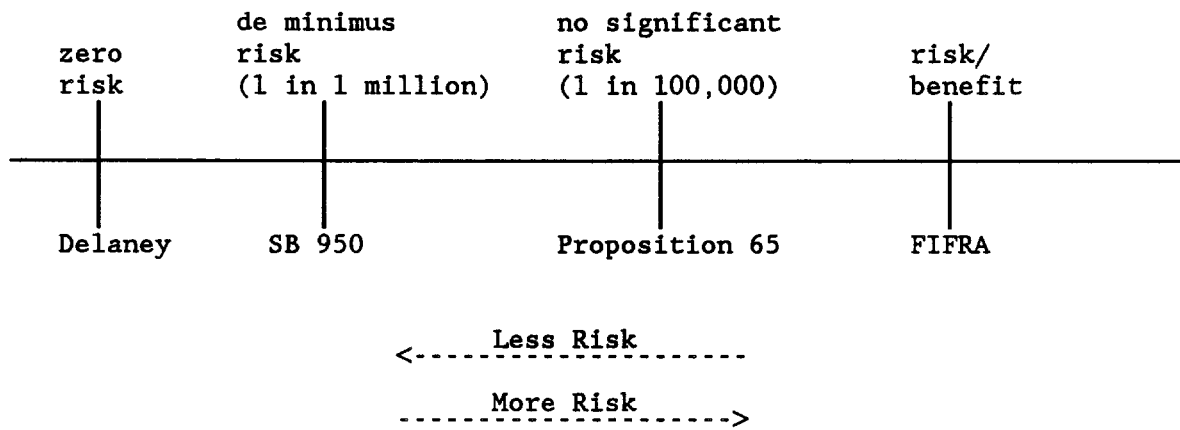 de minimus no significant
zero risk risk risk/
risk (1 in 1 million) (1 in 100,000) benefit
Delaney SB 950 Proposition 65 FIFRA
Less Risk
More Risk